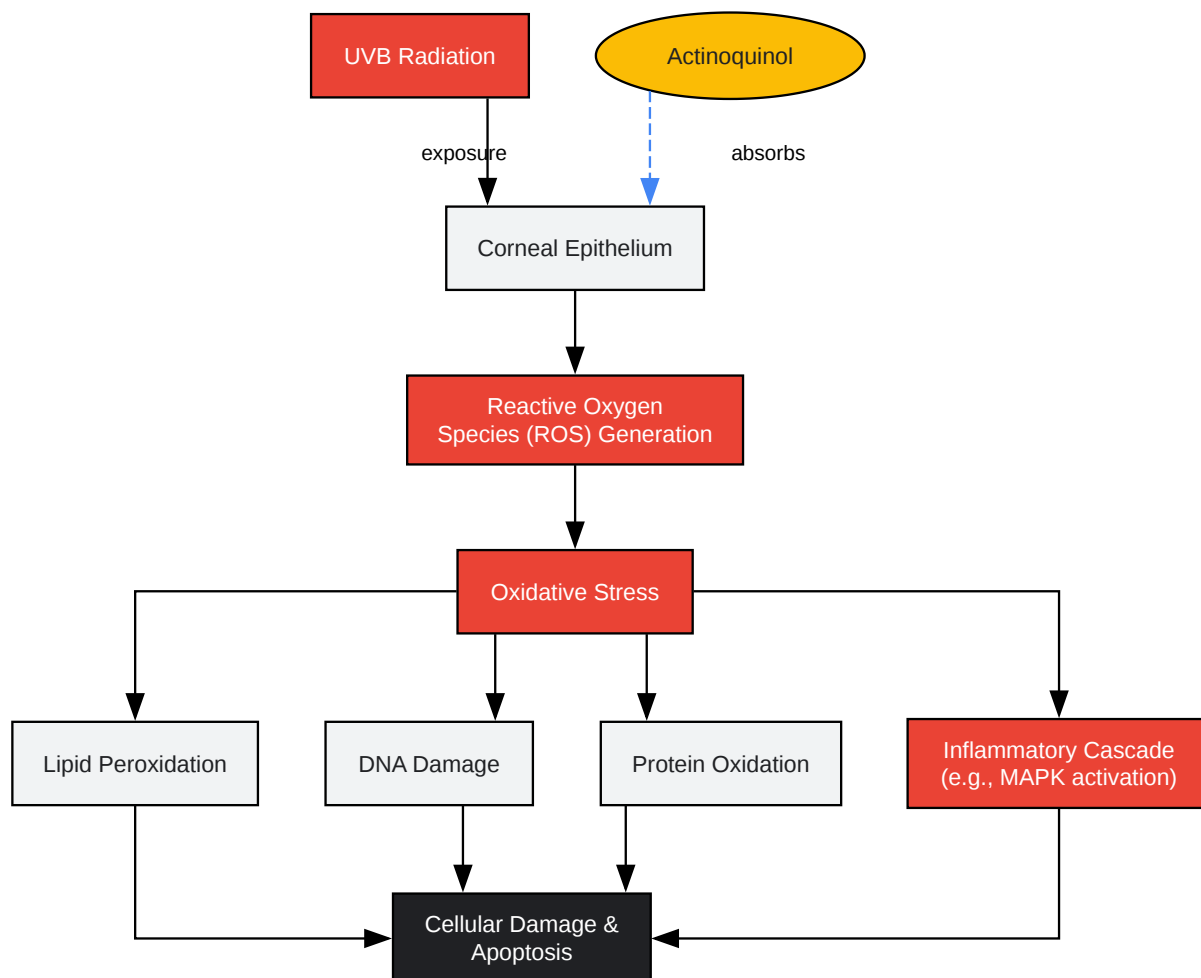 UVB Radiation
Actinoquinol
exposure
absorbs
Corneal Epithelium
Reactive Oxygen
Species (ROS) Generation
Oxidative Stress
Lipid Peroxidation
DNA Damage
Protein Oxidation
Inflammatory Cascade
(e.g., MAPK activation)
Cellular Damage &
Apoptosis